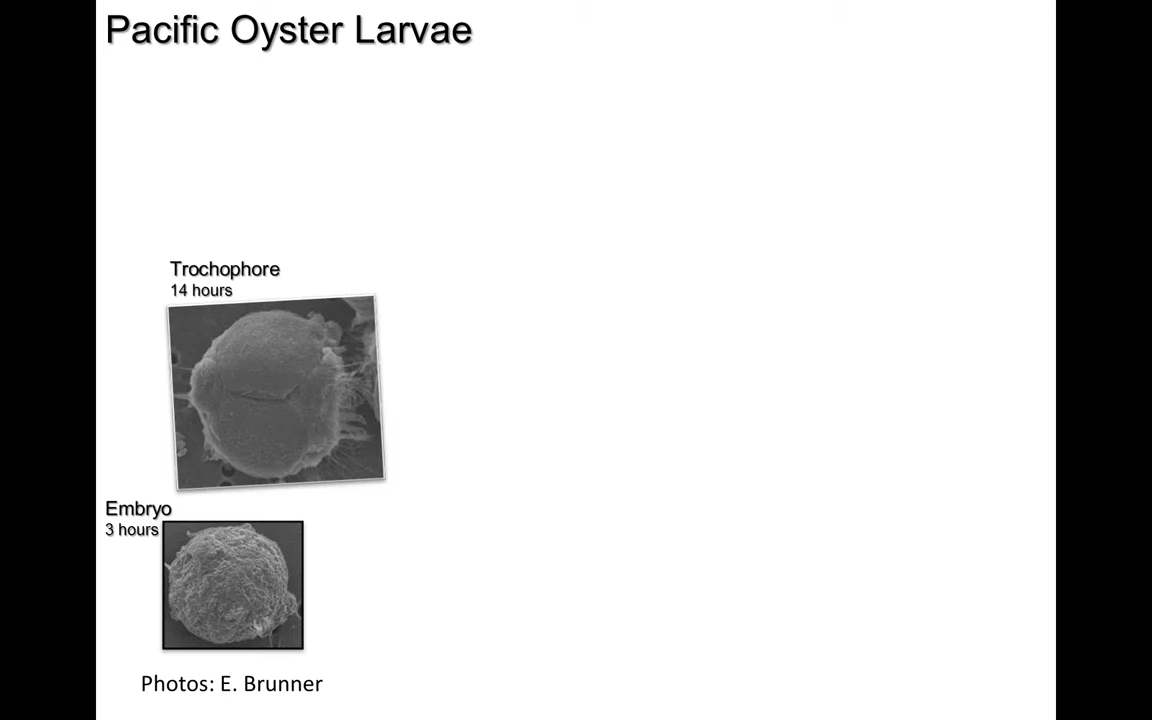 Pacific Oyster Larvae
Trochophore
14 hours
Embryo
3 hours
Photos: E. Brunner